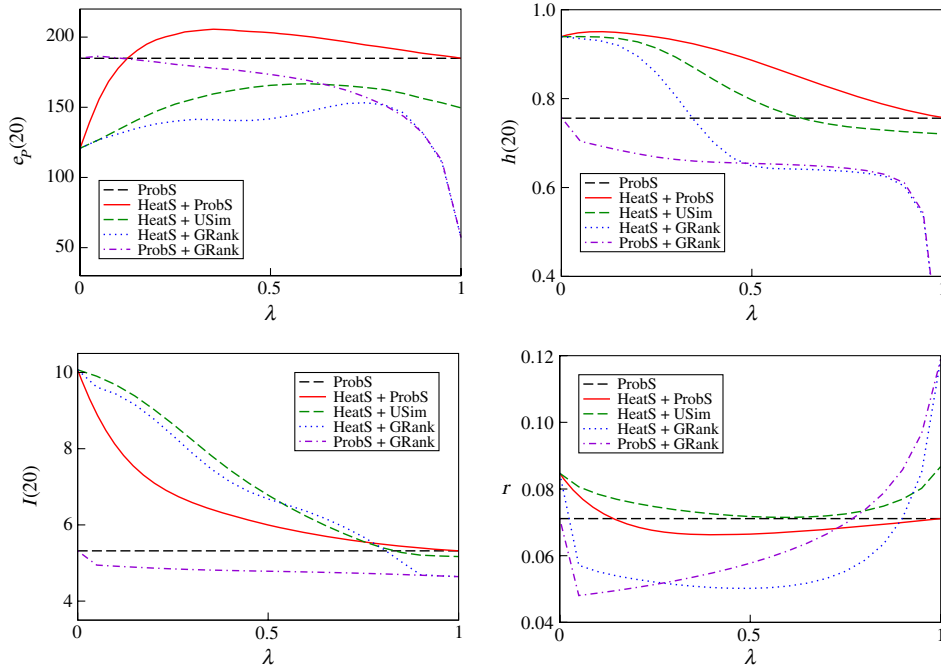 200
150
100
50
e_P(20)
0
0.5
1
λ
ProbS
HeatS + ProbS
HeatS + USim
HeatS + GRank
ProbS + GRank
1.0
0.8
0.6
0.4
h(20)
0
0.5
1
λ
ProbS
HeatS + ProbS
HeatS + USim
HeatS + GRank
ProbS + GRank
10
8
6
4
I(20)
0
0.5
1
λ
ProbS
HeatS + ProbS
HeatS + USim
HeatS + GRank
ProbS + GRank
0.12
0.10
0.08
0.06
0.04
r
0
0.5
1
λ
ProbS
HeatS + ProbS
HeatS + USim
HeatS + GRank
ProbS + GRank